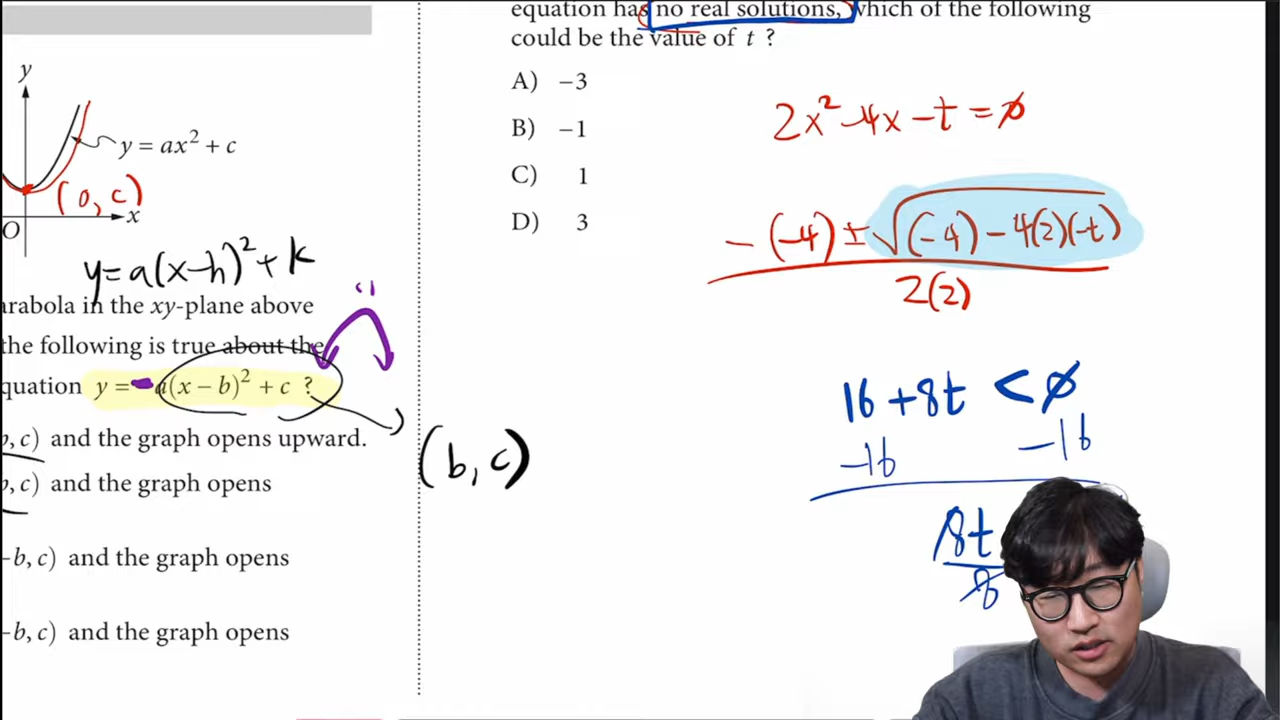 y
y = ax² + c
(0, c)
x
O
y=a(x-h)²+k
arabola in the xy-plane above
the following is true about the
equation y = -a(x − b)² + c ?
(b, c)
b, c) and the graph opens upward.
b, c) and the graph opens
-b, c) and the graph opens
-b, c) and the graph opens
equation has no real solutions, which of the following
could be the value of t ?
A) −3
B) −1
C) 1
D) 3
2x²-4x-t=0
-(-4)±√(-4)-4(2)(-t)
2(2)
16+8t<0
-16 -16
8t
8